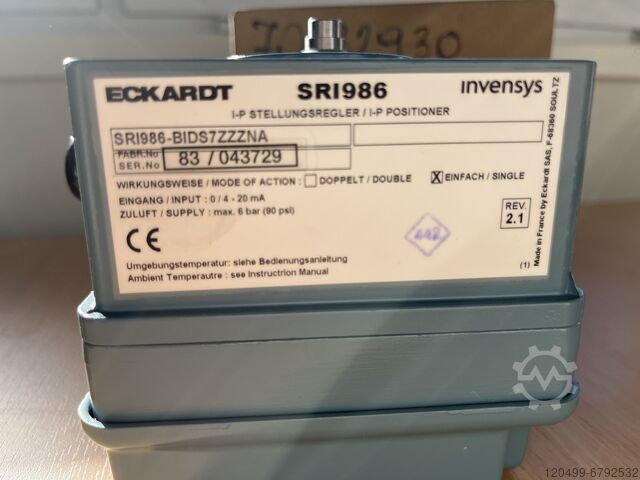 ECKARDT SRI986 invensys
I-P STELLUNGSREGLER / I-P POSITIONER
SRI986-BIDS7ZZZNA
FABR.No
SER.No
83 / 043729
WIRKUNGSWEISE / MODE OF ACTION : DOPPELT / DOUBLE X EINFACH / SINGLE
EINGANG / INPUT : 0 / 4 - 20 mA
ZULUFT / SUPPLY : max. 6 bar (90 psi)
REV.
2.1
CE
442
Umgebungstemperatur: siehe Bedienungsanleitung
Ambient Temperautre : see Instructrion Manual
(1)
Made in France by Eckardt SAS, F-68360 SOULTZ
120499-6792532